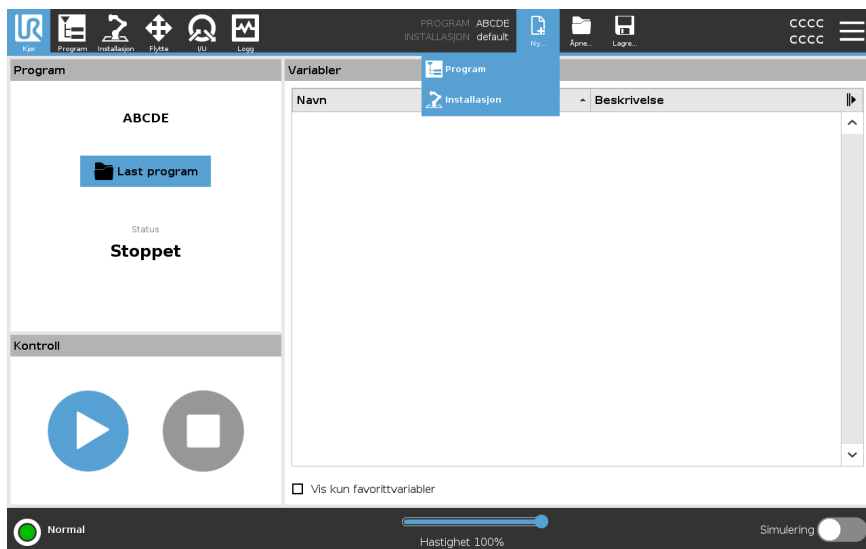 UR
Kjør
Program
Installasjon
Flytte
I/U
Logg
PROGRAM ABCDE
INSTALLASJON default
Ny...
Åpne...
Lagre...
CCCC
CCCC
Program
Installasjon
Program
ABCDE
Last program
Status
Stoppet
Kontroll
Variabler
Navn
Beskrivelse
Vis kun favorittvariabler
Normal
Hastighet 100%
Simulering